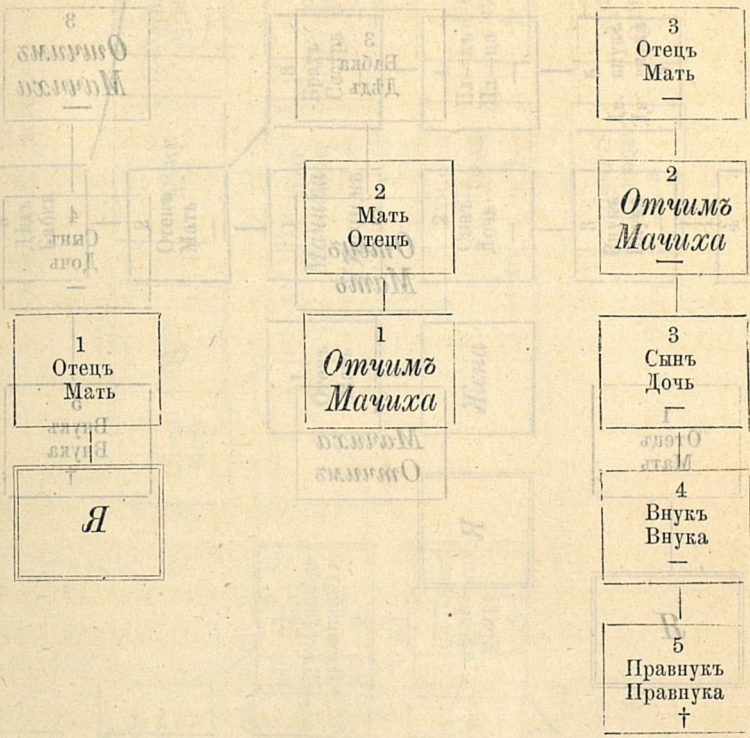 3
Отецъ
Мать
—
2
Мать
Отецъ
2
Отчимъ
Мачиха
—
1
Отецъ
Мать
1
Отчимъ
Мачиха
3
Сынъ
Дочь
—
Я
4
Внукъ
Внука
—
5
Правнукъ
Правнука
†